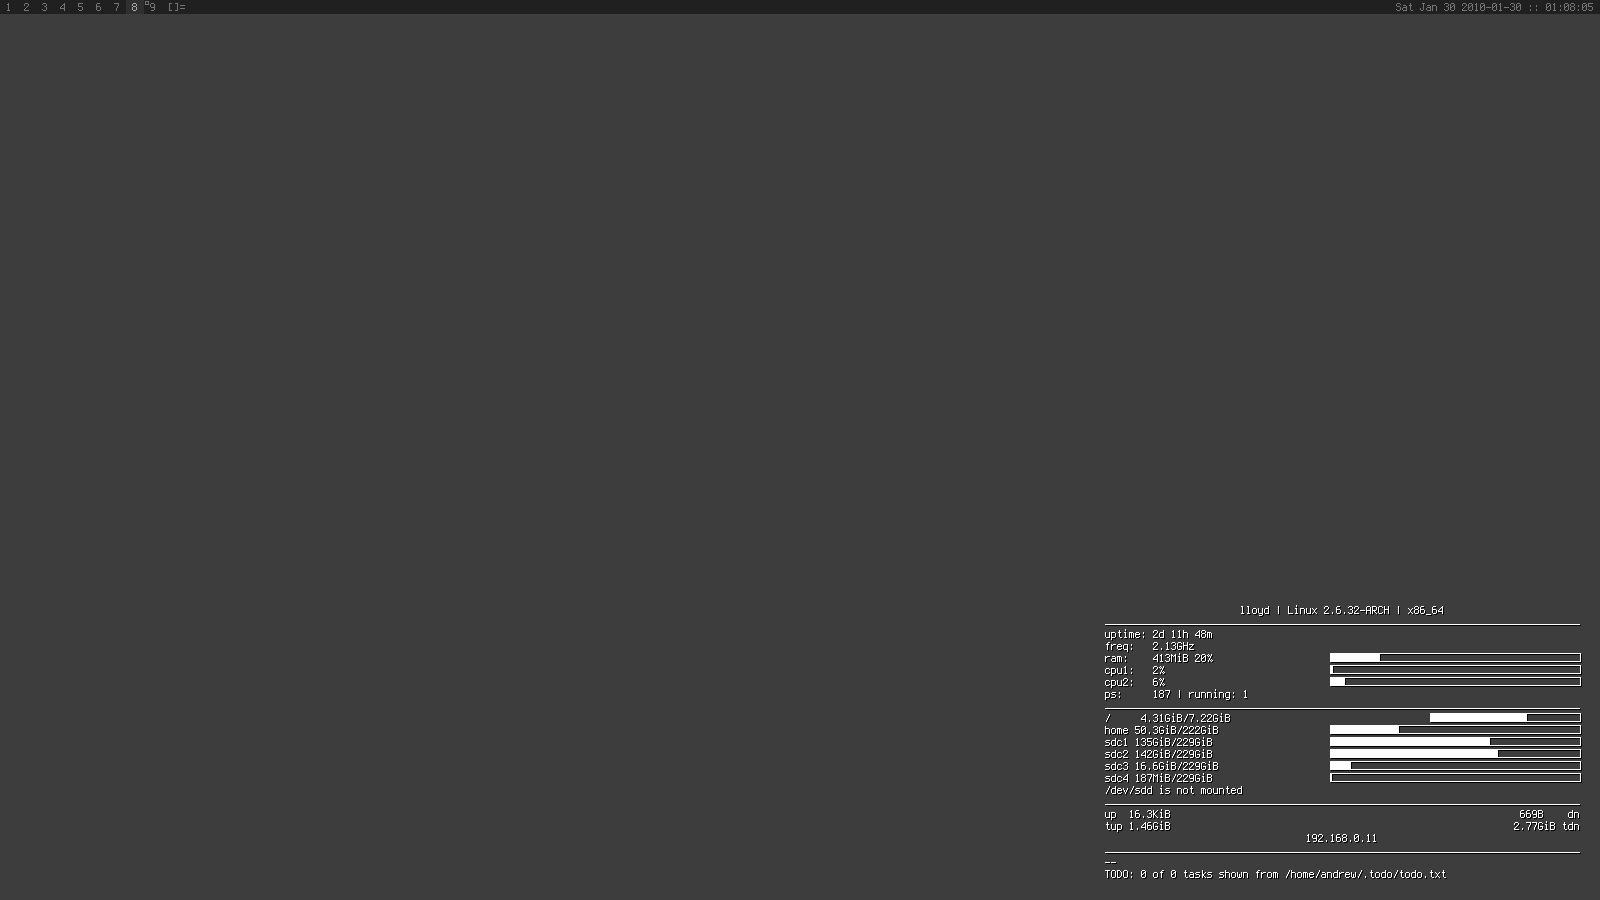 1 2 3 4 5 6 7 8 9 []= Sat Jan 30 2010-01-30 :: 01:08:05
lloyd | Linux 2.6.32-ARCH | x86_64
uptime: 2d 11h 48m
freq: 2.13GHz
ram: 413MiB 20%
cpu1: 2%
cpu2: 6%
ps: 187 | running: 1
/ 4.31GiB/7.22GiB
home 50.3GiB/222GiB
sdc1 135GiB/229GiB
sdc2 142GiB/229GiB
sdc3 16.6GiB/229GiB
sdc4 187MiB/229GiB
/dev/sdd is not mounted
up 16.3KiB 669B dn
tup 1.46GiB 2.77GiB tdn
192.168.0.11
--
TODO: 0 of 0 tasks shown from /home/andrew/.todo/todo.txt